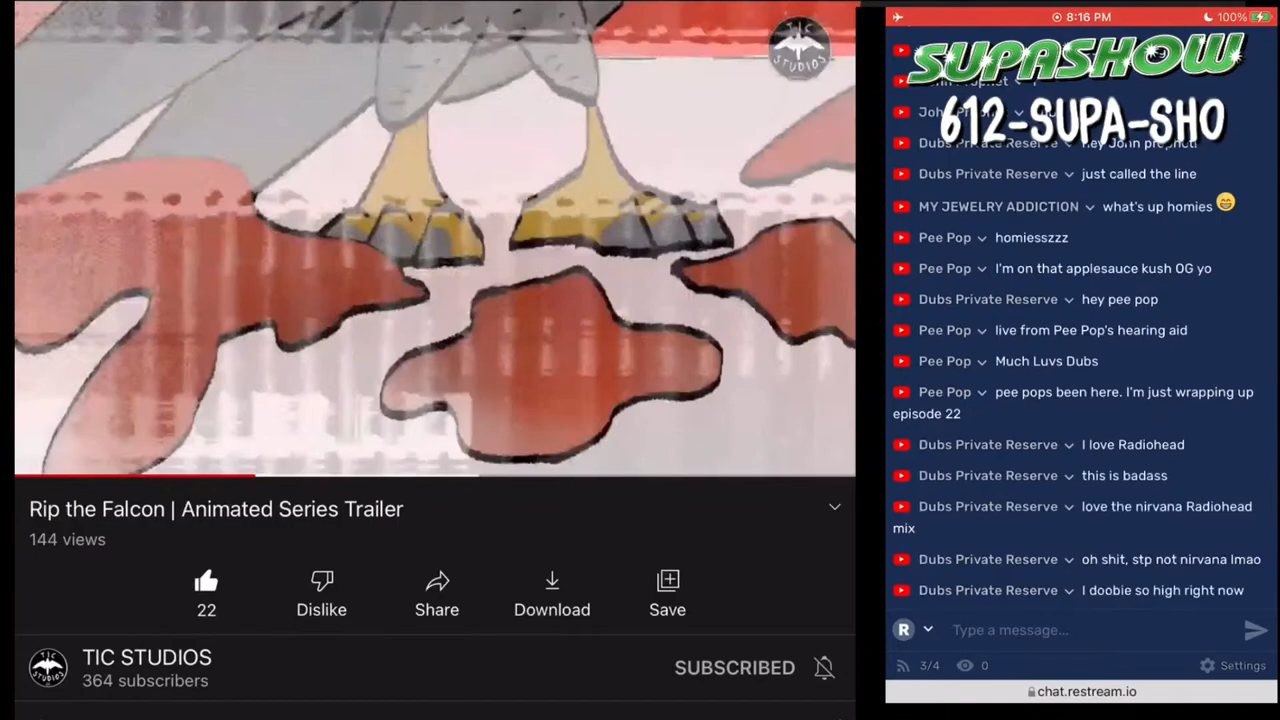 TIC
STUDIOS
Rip the Falcon | Animated Series Trailer
144 views
22
Dislike
Share
Download
Save
TIC STUDIOS
364 subscribers
SUBSCRIBED
8:16 PM
100%
SUPASHOW
612-SUPA-SHO
Dubs Private Reserve hey John prophet!
Dubs Private Reserve just called the line
MY JEWELRY ADDICTION what's up homies 😄
Pee Pop homiesszzz
Pee Pop I'm on that applesauce kush OG yo
Dubs Private Reserve hey pee pop
Pee Pop live from Pee Pop's hearing aid
Pee Pop Much Luvs Dubs
Pee Pop pee pops been here. I'm just wrapping up
episode 22
Dubs Private Reserve I love Radiohead
Dubs Private Reserve this is badass
Dubs Private Reserve love the nirvana Radiohead
mix
Dubs Private Reserve oh shit, stp not nirvana lmao
Dubs Private Reserve I doobie so high right now
R Type a message...
3/4 0 Settings
chat.restream.io